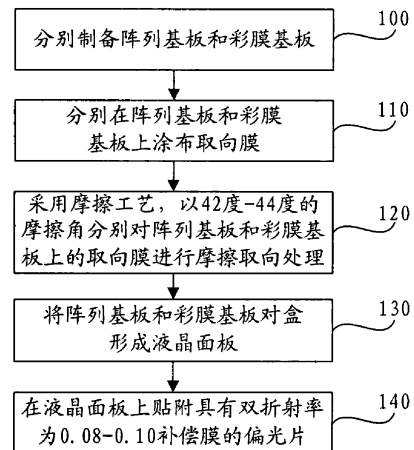 分别制备阵列基板和彩膜基板
100
分别在阵列基板和彩膜
基板上涂布取向膜
110
采用摩擦工艺，以42度-44度的
摩擦角分别对阵列基板和彩膜基
板上的取向膜进行摩擦取向处理
120
将阵列基板和彩膜基板对盒
形成液晶面板
130
在液晶面板上贴附具有双折射率
为0.08-0.10补偿膜的偏光片
140